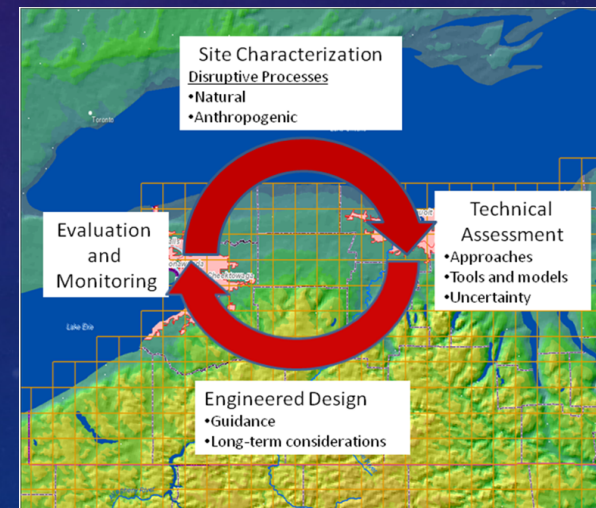 Site Characterization
Disruptive Processes
•Natural
•Anthropogenic
Toronto
Evaluation
and
Monitoring
Technical
Assessment
•Approaches
•Tools and models
•Uncertainty
Lake Erie
Engineered Design
•Guidance
•Long-term considerations